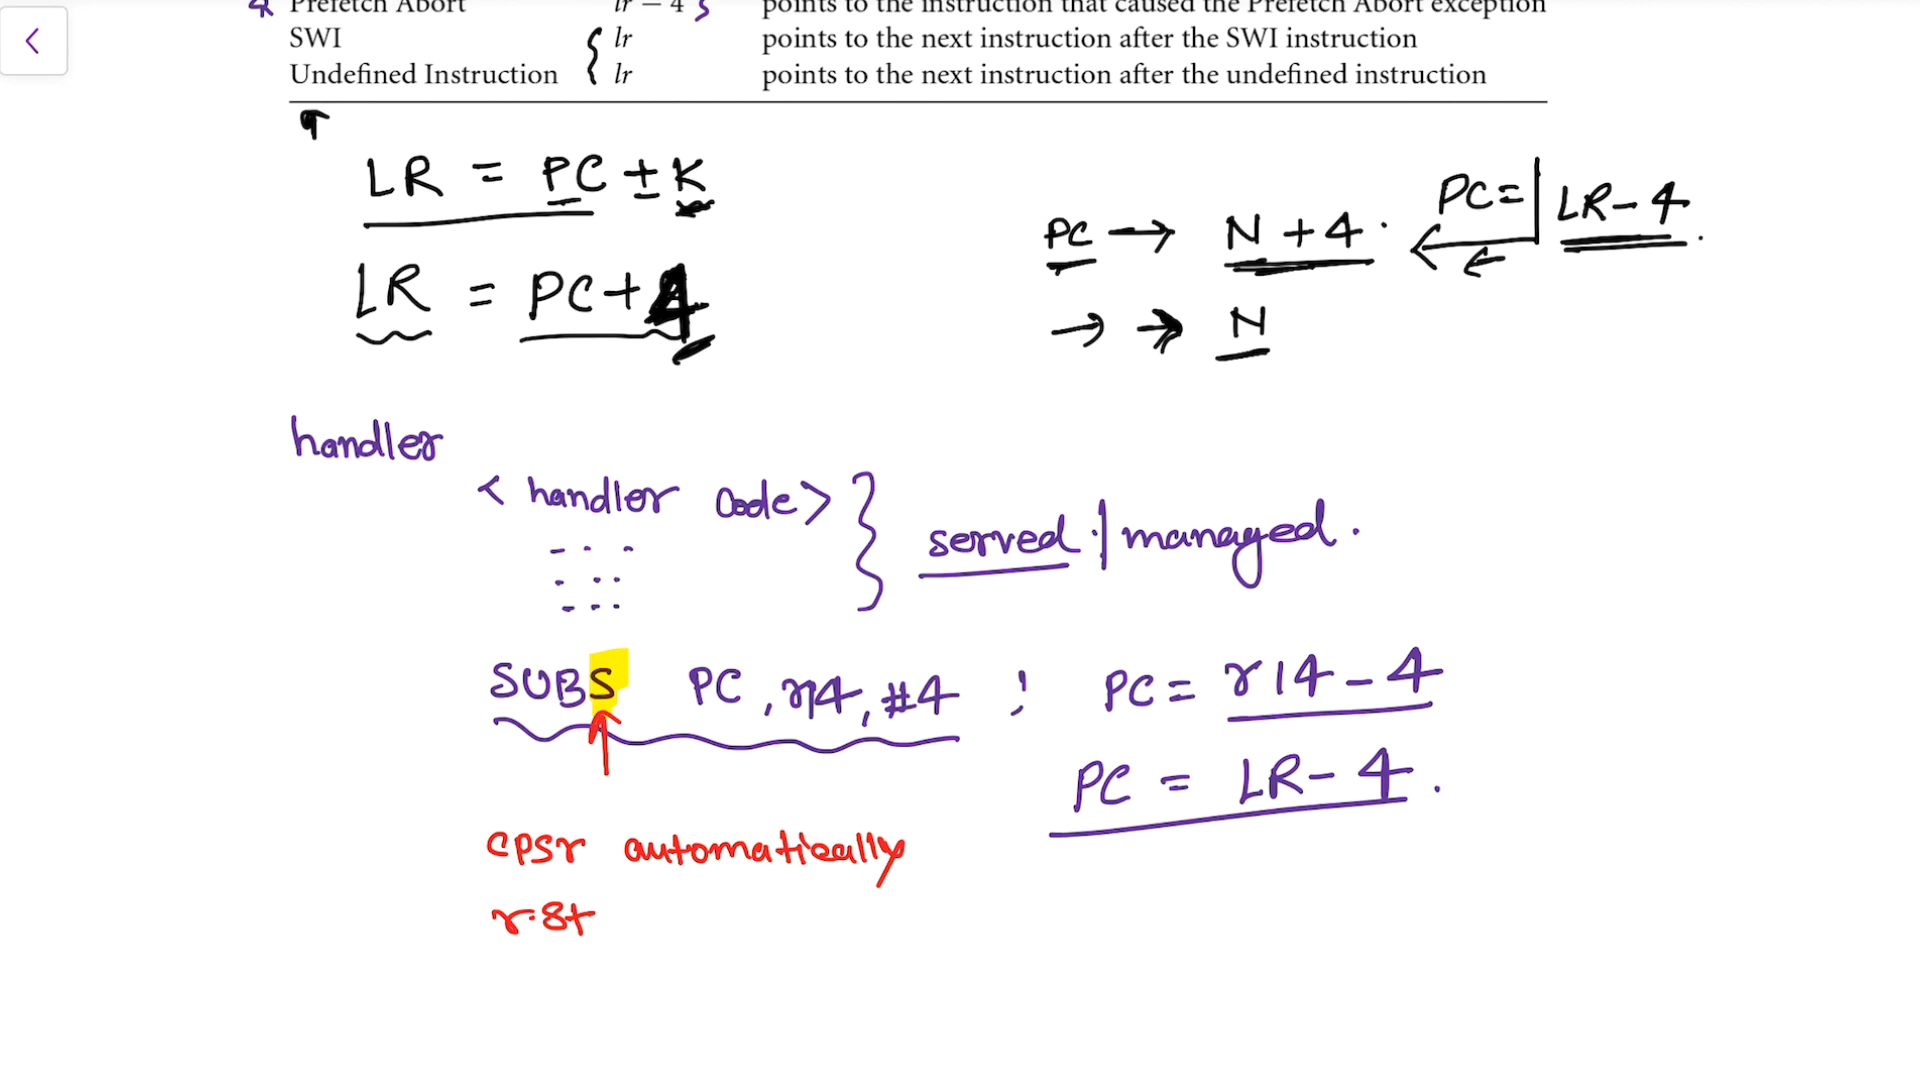 Prefetch Abort lr – 4 points to the instruction that caused the Prefetch Abort exception
SWI lr points to the next instruction after the SWI instruction
Undefined Instruction lr points to the next instruction after the undefined instruction
LR = PC ± K
PC → N + 4 . PC = LR – 4 .
LR = PC + 4
→ → N
handler
< handler Code > } served | managed .
SUBS PC , r14 , #4 ; PC = r14 – 4
PC = LR – 4 .
cpsr automatically